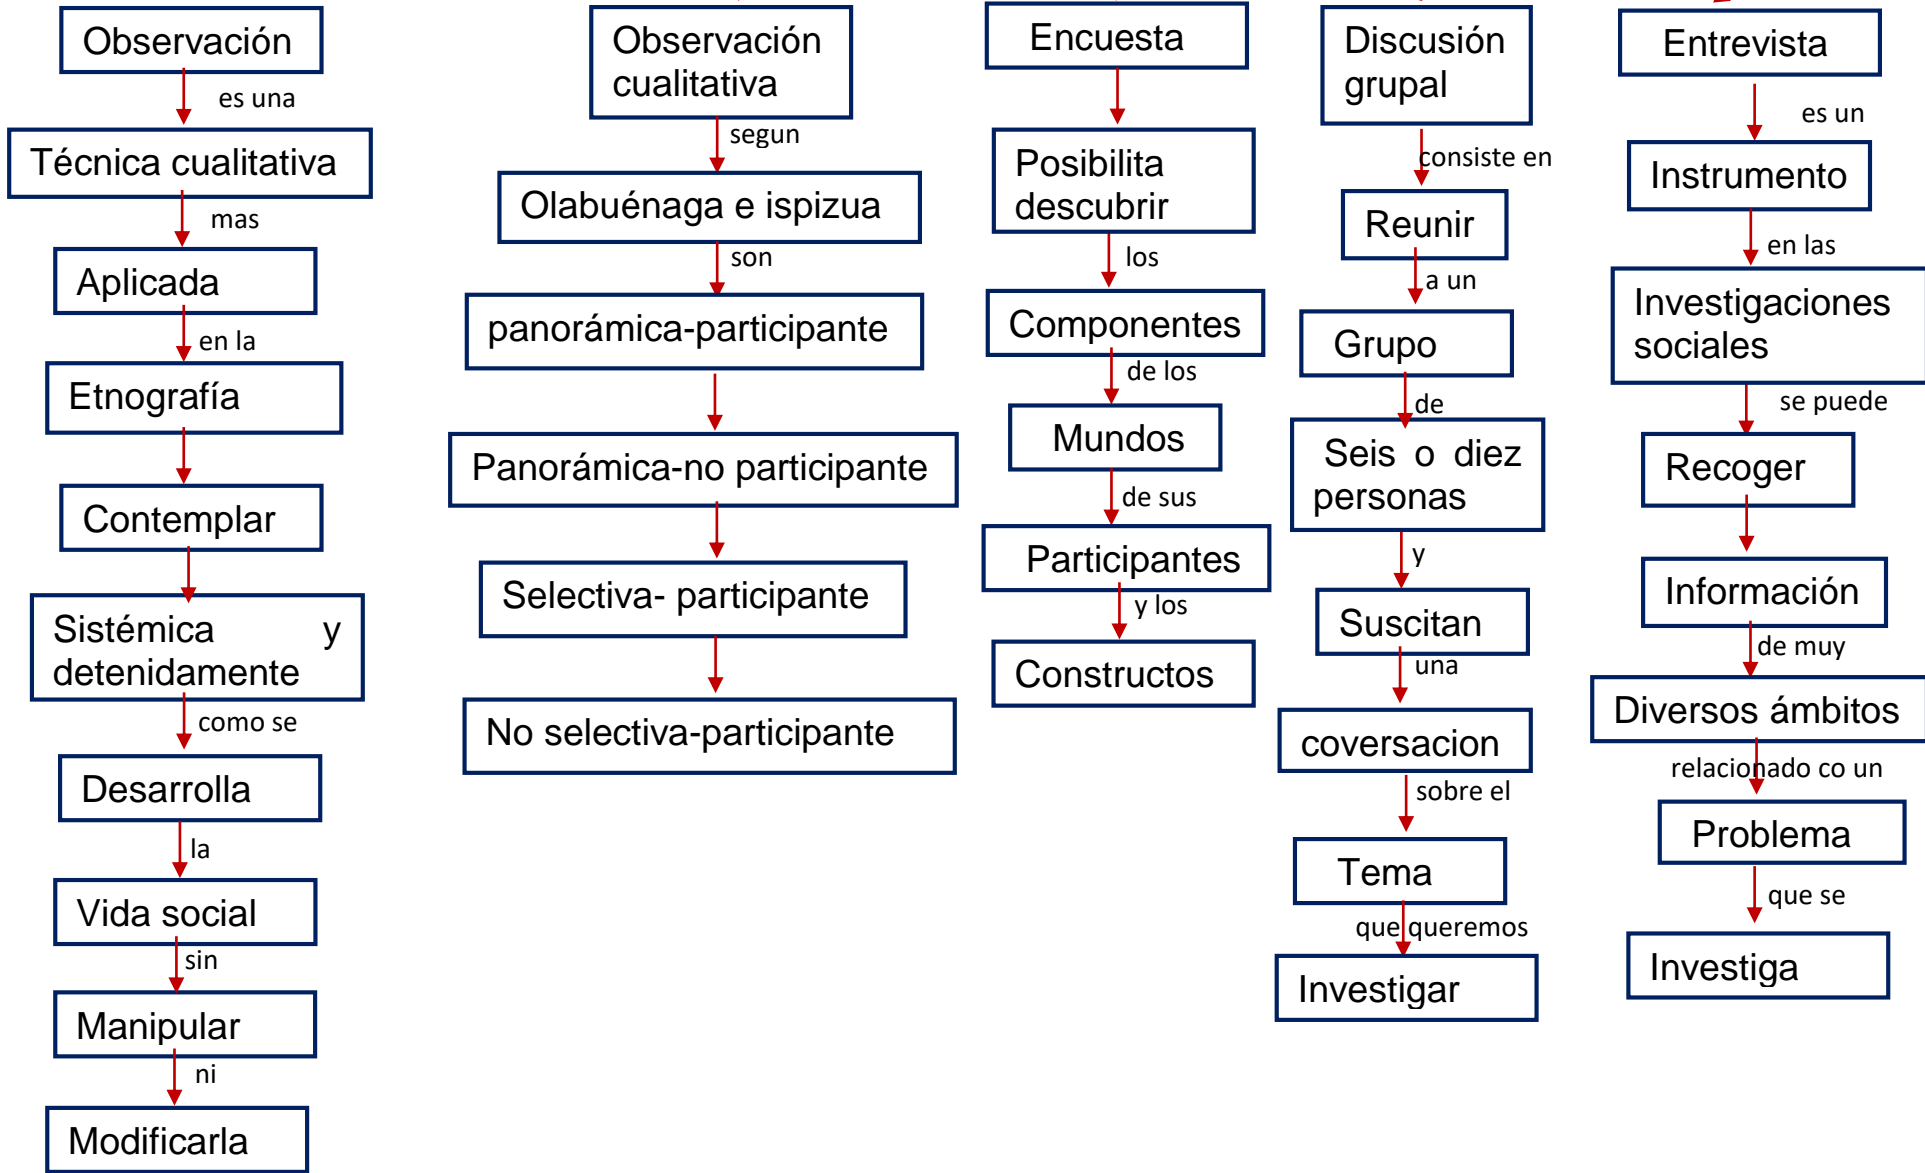 Observación
es una
Técnica cualitativa
mas
Aplicada
en la
Etnografía
Contemplar
Sistémica y
detenidamente
como se
Desarrolla
la
Vida social
sin
Manipular
ni
Modificarla
Observación
cualitativa
segun
Olabuénaga e ispizua
son
panorámica-participante
Panorámica-no participante
Selectiva- participante
No selectiva-participante
Encuesta
Posibilita
descubrir
los
Componentes
de los
Mundos
de sus
Participantes
y los
Constructos
Discusión
grupal
consiste en
Reunir
a un
Grupo
de
Seis o diez
personas
y
Suscitan
una
coversacion
sobre el
Tema
que queremos
Investigar
Entrevista
es un
Instrumento
en las
Investigaciones
sociales
se puede
Recoger
Información
de muy
Diversos ámbitos
relacionado co un
Problema
que se
Investiga